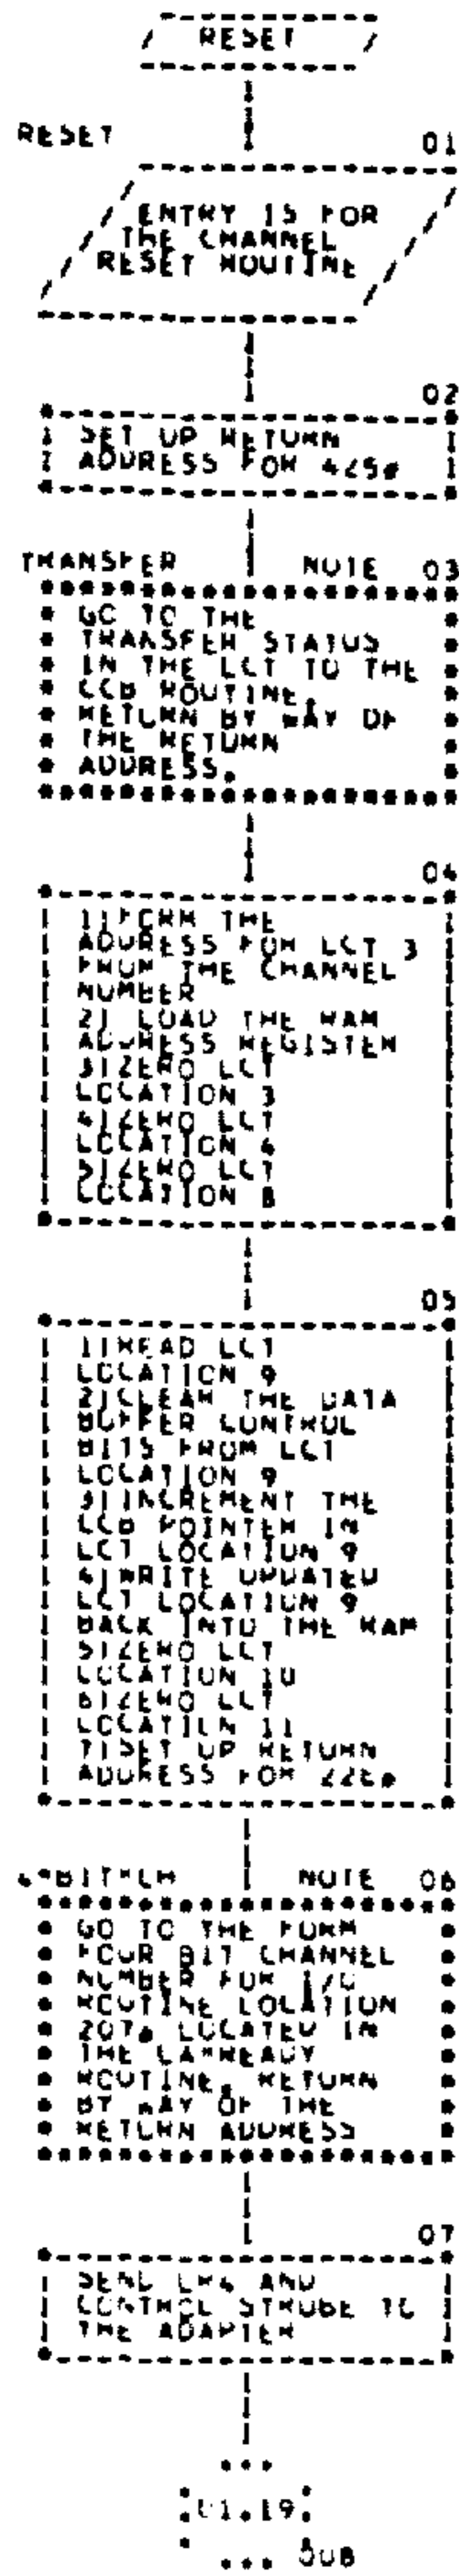 RESET
RESET 01
ENTRY IS FOR
THE CHANNEL
RESET ROUTINE
02
SET UP RETURN
ADDRESS FOR 425.
TRANSFER NOTE 03
GO TO THE
TRANSFER STATUS
IN THE LCT TO THE
CCB ROUTINE.
RETURN BY WAY OF
THE RETURN
ADDRESS.
04
1)FORM THE
ADDRESS FOR LCT 3
FROM THE CHANNEL
NUMBER
2) LOAD THE RAM
ADDRESS REGISTER
3)ZERO LCT
LOCATION 3
4)ZERO LCT
LOCATION 4
5)ZERO LCT
LOCATION 8
05
1)READ LCT
LOCATION 9
2)CLEAR THE DATA
BUFFER CONTROL
BITS FROM LCT
LOCATION 9
3)INCREMENT THE
CCB POINTER IN
LCT LOCATION 9
4)WRITE UPDATED
LCT LOCATION 9
BACK INTO THE RAM
5)ZERO LCT
LOCATION 10
6)ZERO LCT
LOCATION 11
7)SET UP RETURN
ADDRESS FOR 22E.
4*BIT*CH NOTE 06
GO TO THE FORM
FOUR BIT CHANNEL
NUMBER FOR I/O
ROUTINE LOCATION
207. LOCATED IN
THE LA*READY
ROUTINE. RETURN
BY WAY OF THE
RETURN ADDRESS
07
SEND AND
CONTROL STROBE TO
THE ADAPTER
01.19